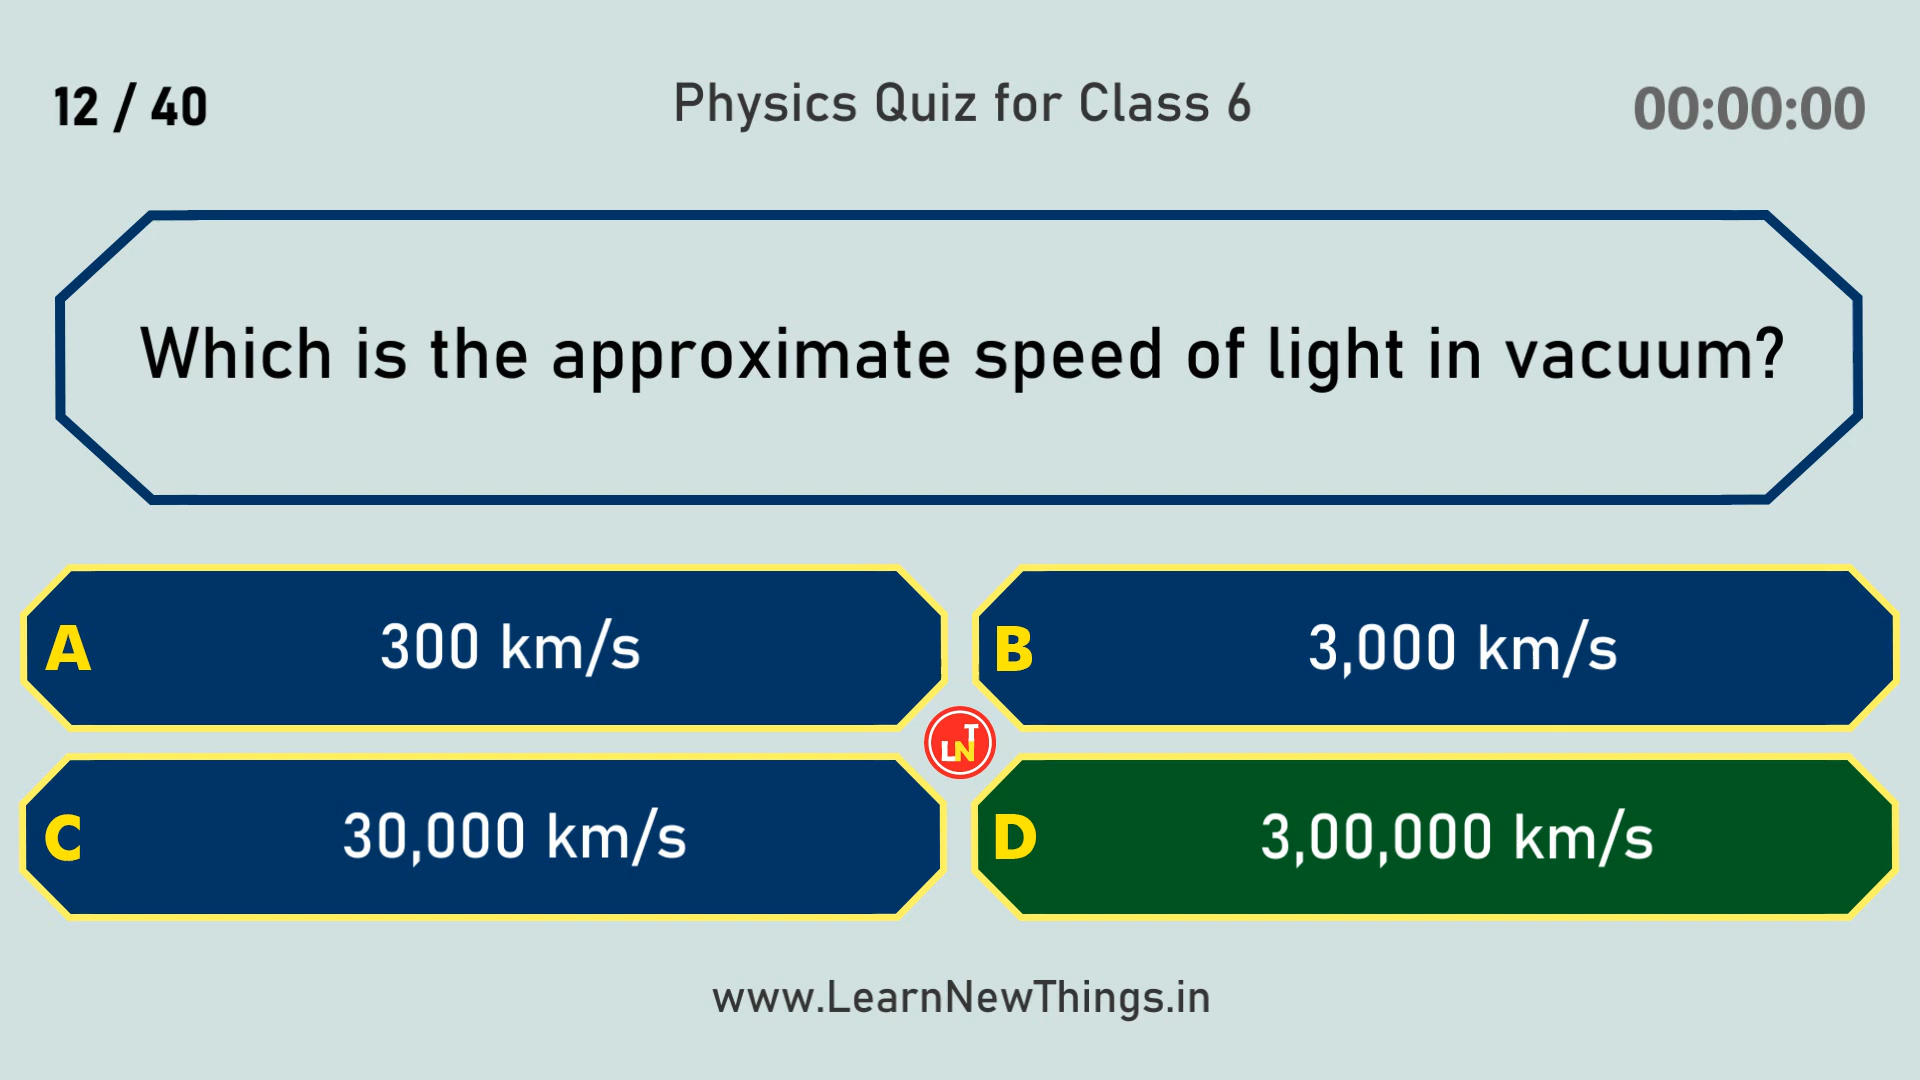 12 / 40
Physics Quiz for Class 6
00:00:00
Which is the approximate speed of light in vacuum?
A
300 km/s
B
3,000 km/s
LNT
C
30,000 km/s
D
3,00,000 km/s
www.LearnNewThings.in